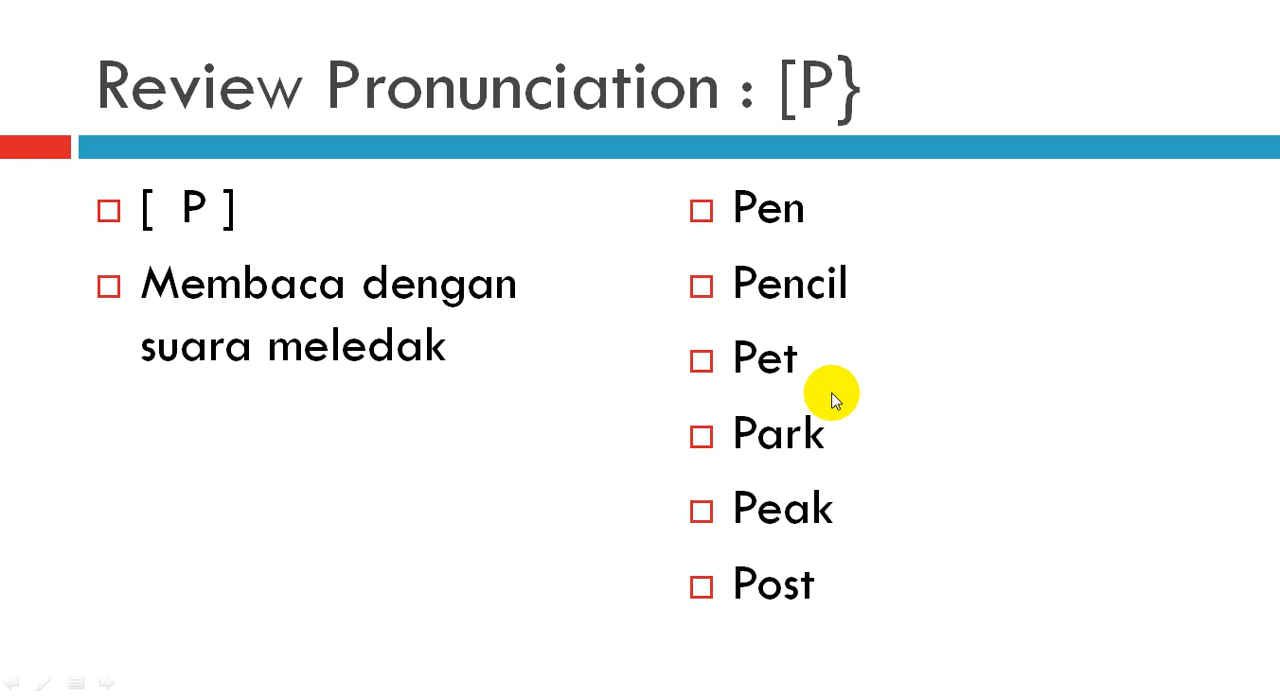 Review Pronunciation : [P}
[ P ]
Membaca dengan
suara meledak
Pen
Pencil
Pet
Park
Peak
Post